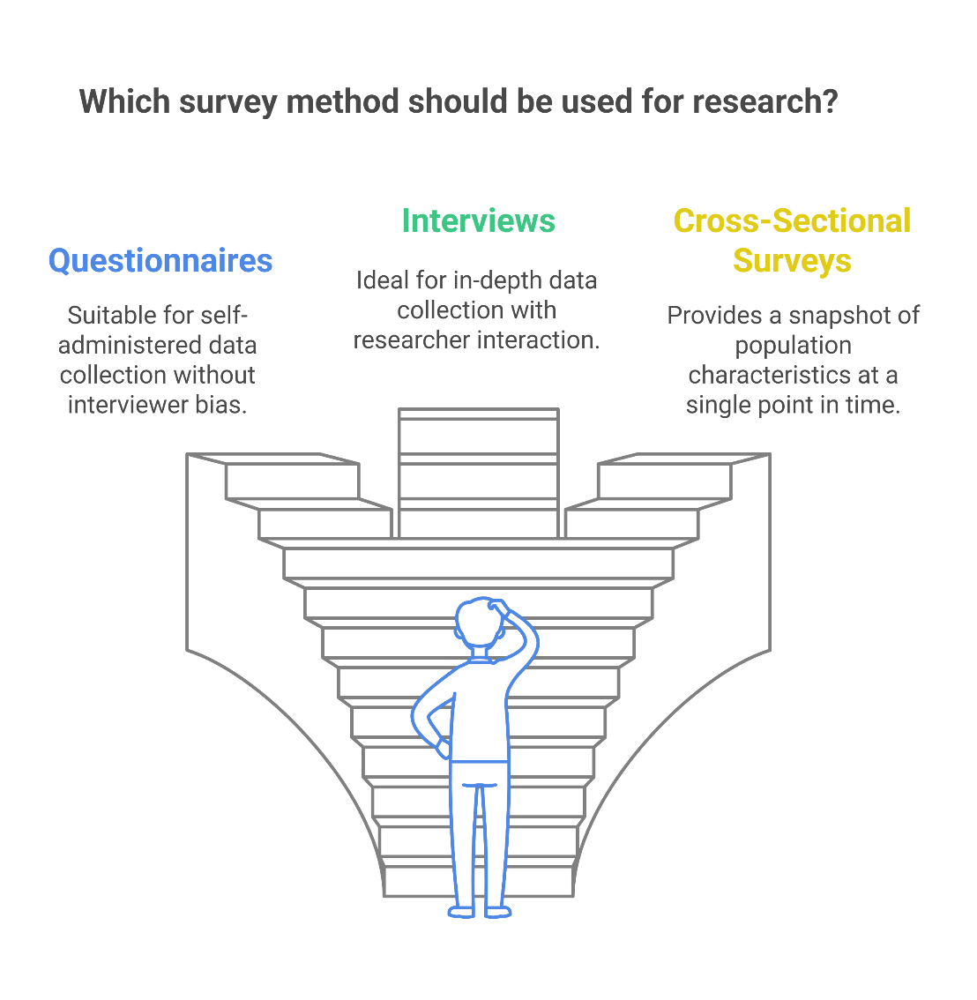 Which survey method should be used for research?
Questionnaires
Suitable for self-
administered data
collection without
interviewer bias.
Interviews
Ideal for in-depth data
collection with
researcher interaction.
Cross-Sectional
Surveys
Provides a snapshot of
population
characteristics at a
single point in time.